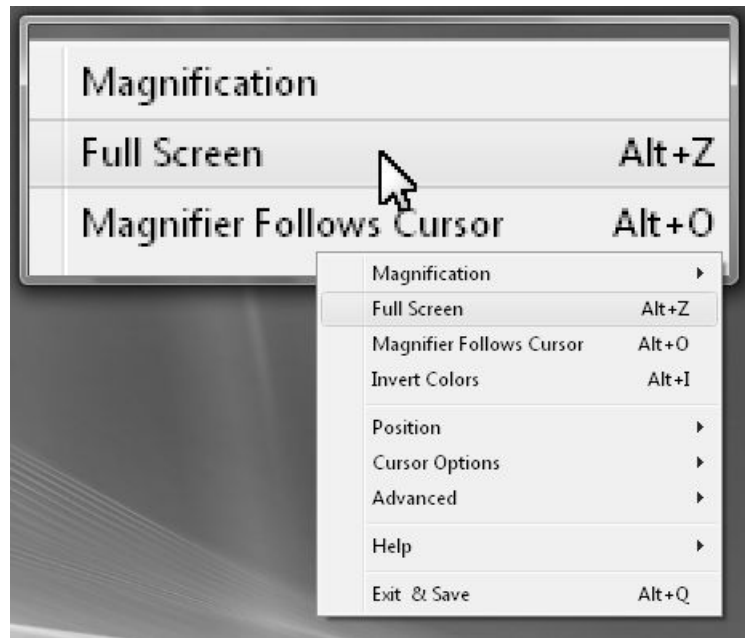 Magnification
Full Screen Alt+Z
Magnifier Follows Cursor Alt+O
Magnification
Full Screen Alt+Z
Magnifier Follows Cursor Alt+O
Invert Colors Alt+I
Position
Cursor Options
Advanced
Help
Exit & Save Alt+Q